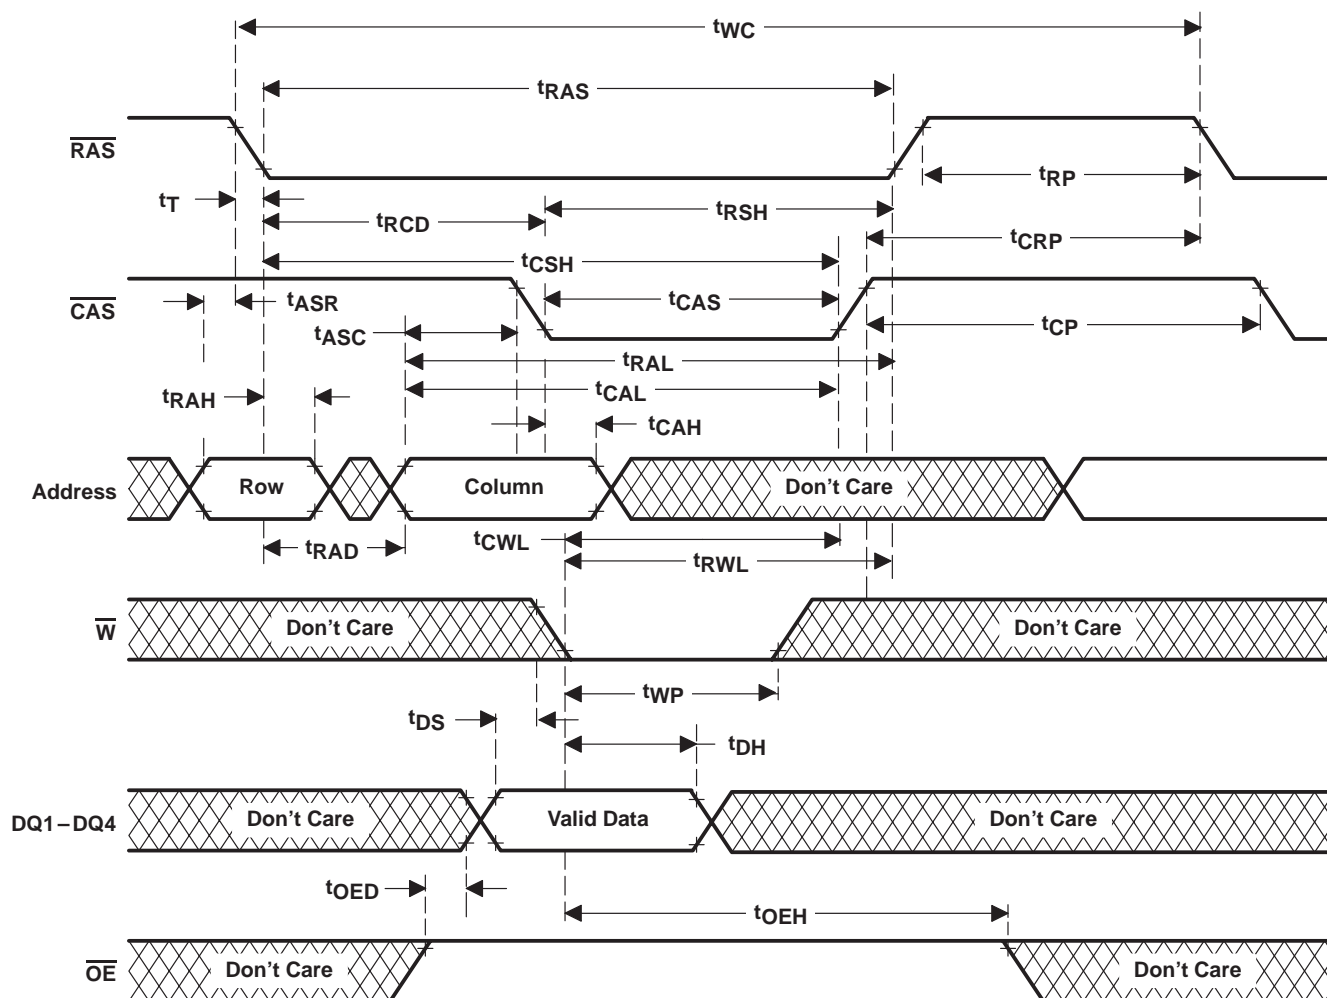 tWC
tRAS
RAS
tT
tRP
tRCD
tRSH
tCRP
tCSH
CAS
tASR
tCAS
tASC
tCP
tRAL
tRAH
tCAL
tCAH
Address
Row
Column
Don't Care
tRAD
tCWL
tRWL
W
Don't Care
Don't Care
tWP
tDS
tDH
DQ1–DQ4
Don't Care
Valid Data
Don't Care
tOED
tOEH
OE
Don't Care
Don't Care